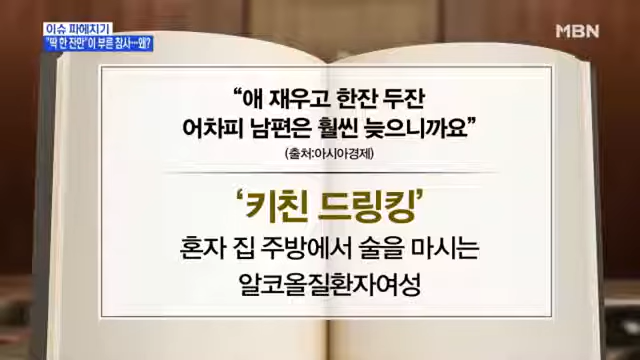 이슈 파헤치기
"딱 한 잔만"이 부른 참사…왜?
MBN
“애 재우고 한잔 두잔
어차피 남편은 훨씬 늦으니까요”
(출처:아시아경제)
‘키친 드링킹’
혼자 집 주방에서 술을 마시는
알코올질환자여성